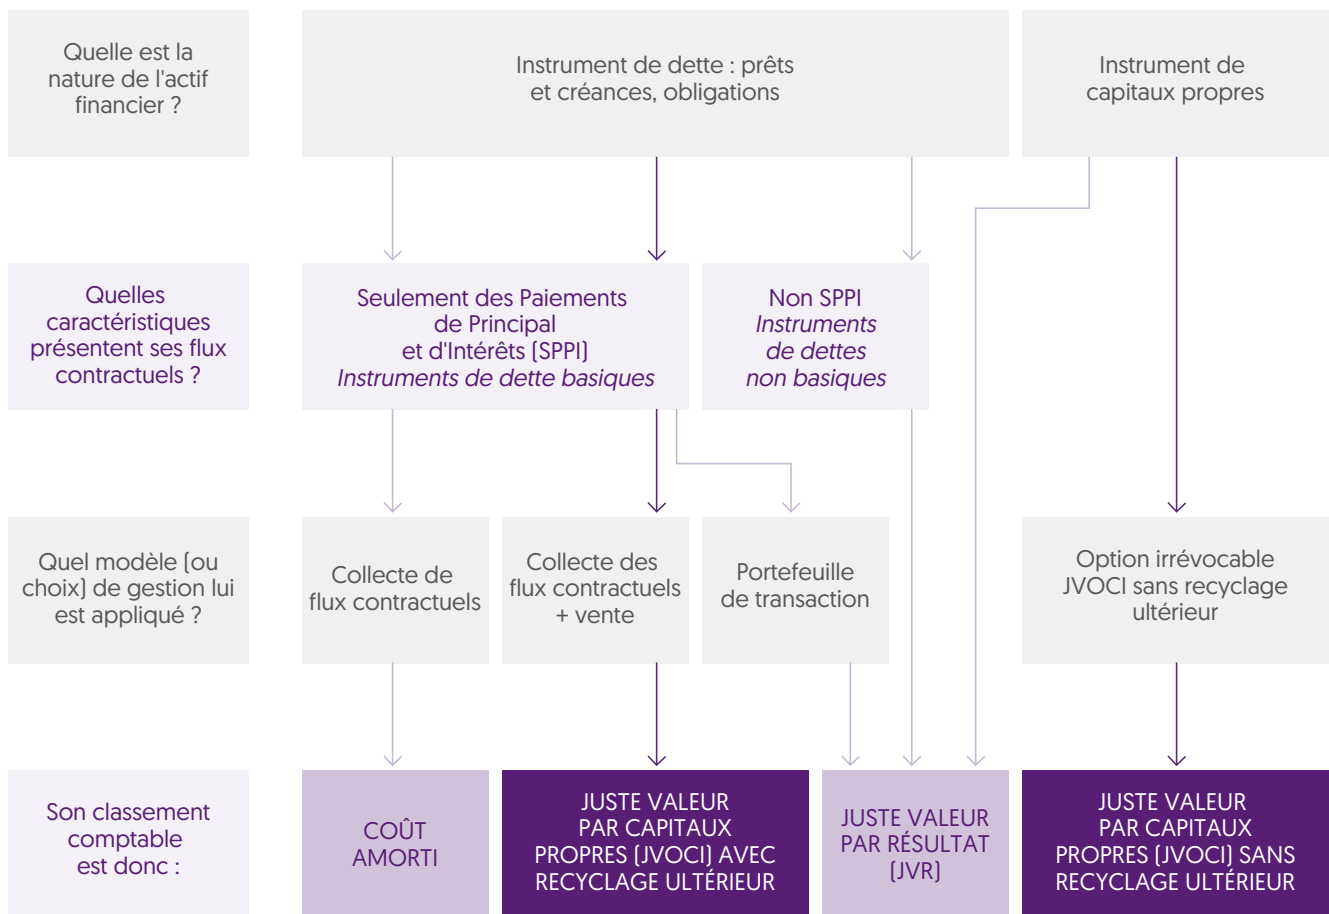 Quelle est la
nature de l'actif
financier ?
Instrument de dette : prêts
et créances, obligations
Instrument de
capitaux propres
Quelles
caractéristiques
présentent ses flux
contractuels ?
Seulement des Paiements
de Principal
et d'Intérêts (SPPI)
Instruments de dette basiques
Non SPPI
Instruments
de dettes
non basiques
Quel modèle (ou
choix) de gestion lui
est appliqué ?
Collecte de
flux contractuels
Collecte des
flux contractuels
+ vente
Portefeuille
de transaction
Option irrévocable
JVOCI sans recyclage
ultérieur
Son classement
comptable
est donc :
COÛT
AMORTI
JUSTE VALEUR
PAR CAPITAUX
PROPRES (JVOCI) AVEC
RECYCLAGE ULTÉRIEUR
JUSTE VALEUR
PAR RÉSULTAT
(JVR)
JUSTE VALEUR
PAR CAPITAUX
PROPRES (JVOCI) SANS
RECYCLAGE ULTÉRIEUR